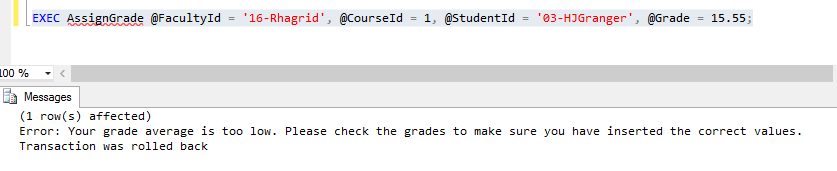 EXEC AssignGrade @FacultyId = '16-Rhagrid', @CourseId = 1, @StudentId = '03-HJGranger', @Grade = 15.55;
100 %
Messages
(1 row(s) affected)
Error: Your grade average is too low. Please check the grades to make sure you have inserted the correct values.
Transaction was rolled back